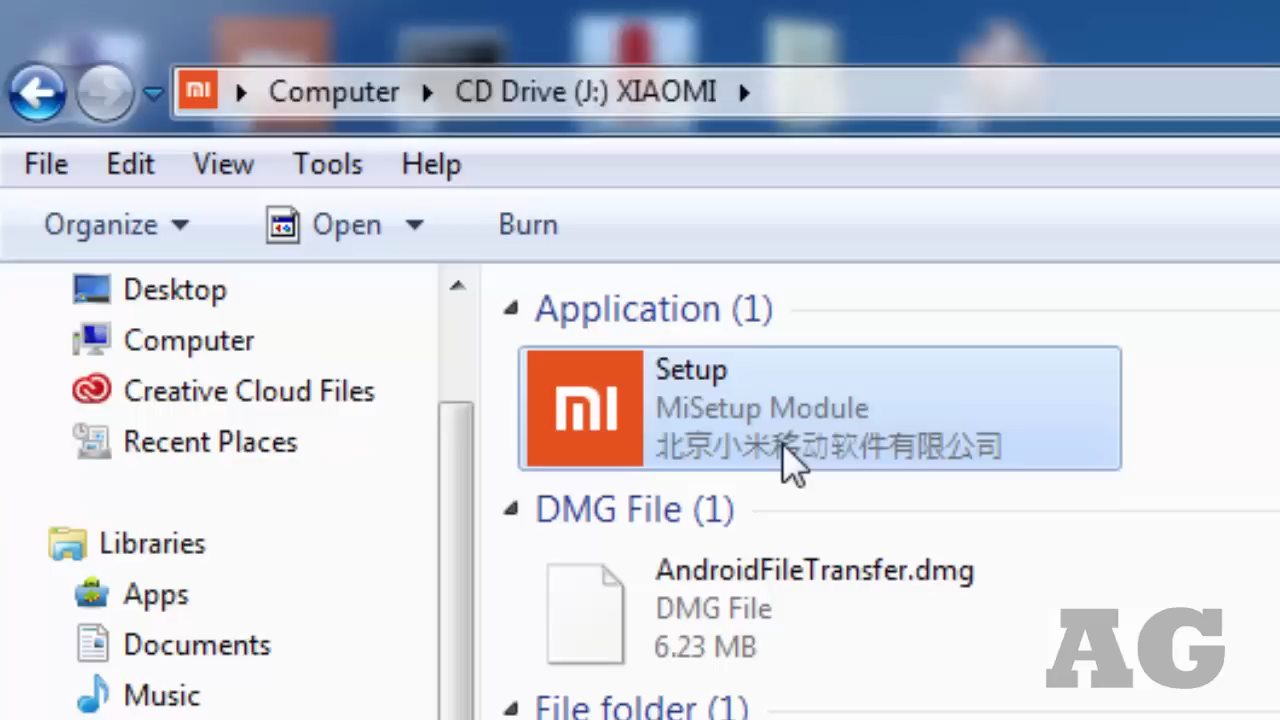 mi Computer CD Drive (J:) XIAOMI
File Edit View Tools Help
Organize Open Burn
Desktop
Computer
Creative Cloud Files
Recent Places
Libraries
Apps
Documents
Music
Application (1)
mi
Setup
MiSetup Module
北京小米移动软件有限公司
DMG File (1)
AndroidFileTransfer.dmg
DMG File
6.23 MB
File folder (1)
AG